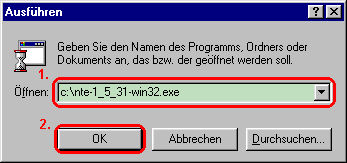 Ausführen
Geben Sie den Namen des Programms, Ordners oder
Dokuments an, das bzw. der geöffnet werden soll.
1.
Öffnen: c:\nte-1_5_31-win32.exe
2.
OK Abbrechen Durchsuchen...